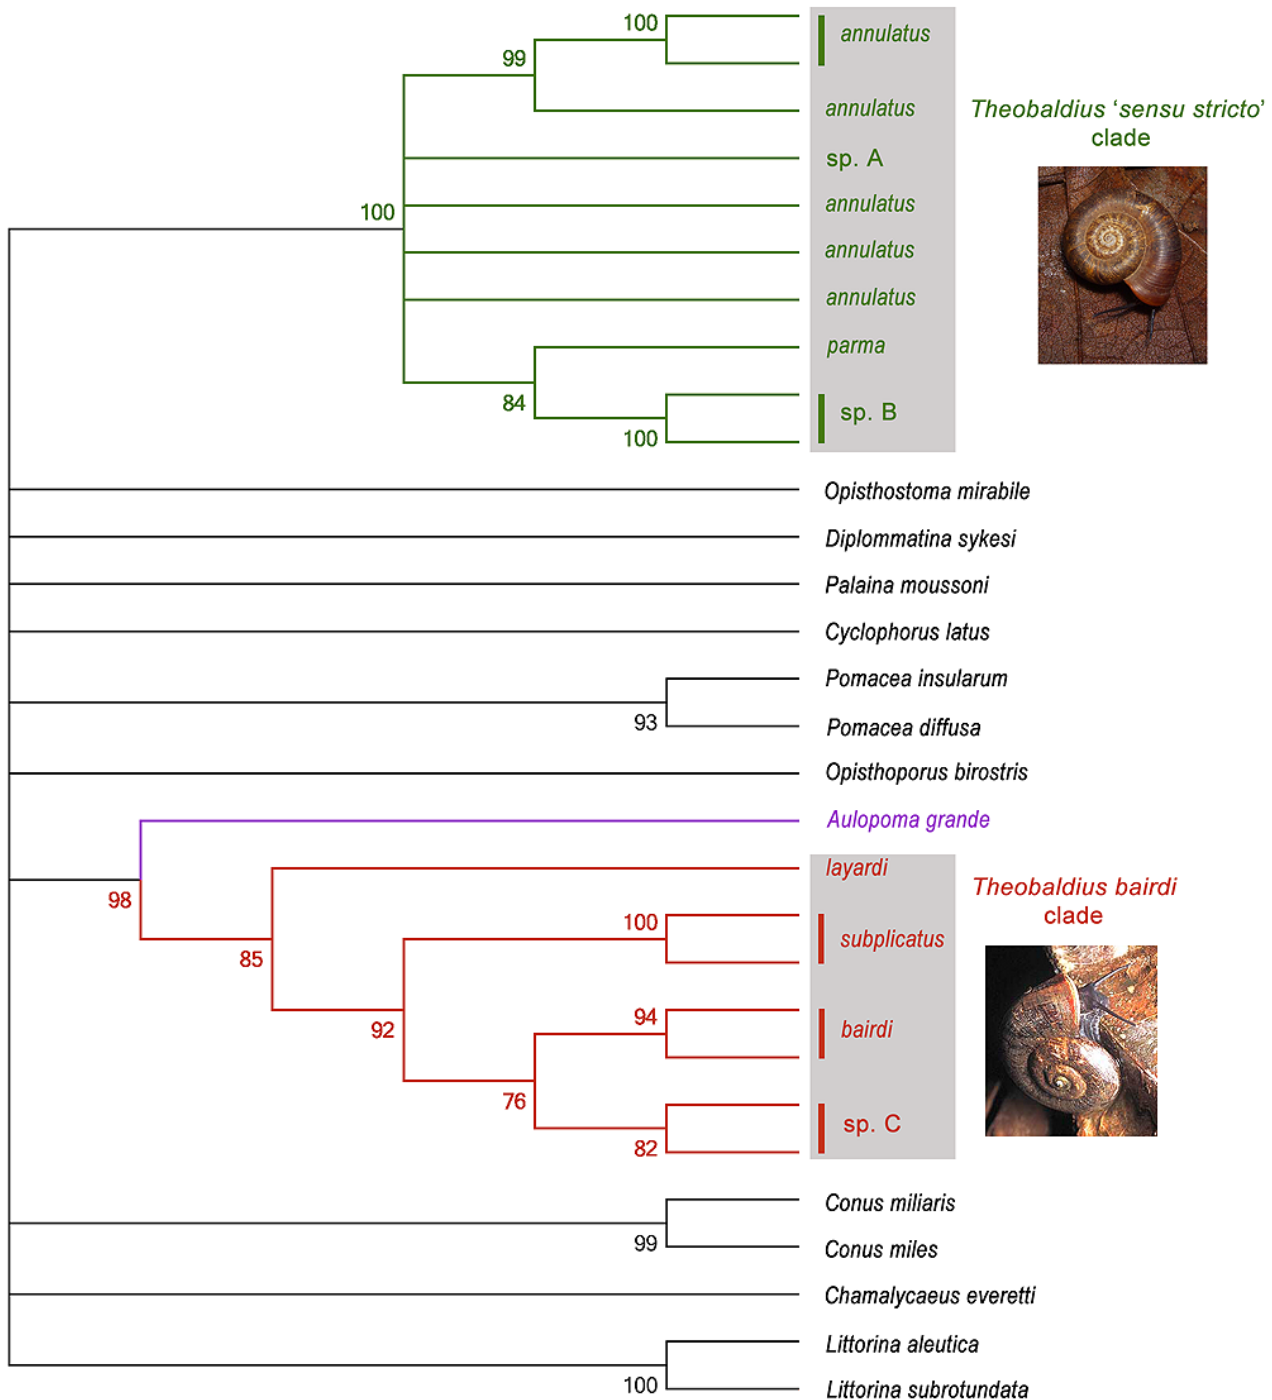 100
annulatus
99
annulatus
Theobaldius ‘sensu stricto’
clade
sp. A
100
annulatus
annulatus
annulatus
parma
84
sp. B
100
Opisthostoma mirabile
Diplommatina sykesi
Palaina moussoni
Cyclophorus latus
Pomacea insularum
93
Pomacea diffusa
Opisthoporus birostris
Aulopoma grande
98
layardi
Theobaldius bairdi
clade
100
subplicatus
85
94
bairdi
92
76
sp. C
82
Conus miliaris
99
Conus miles
Chamalycaeus everetti
Littorina aleutica
100
Littorina subrotundata